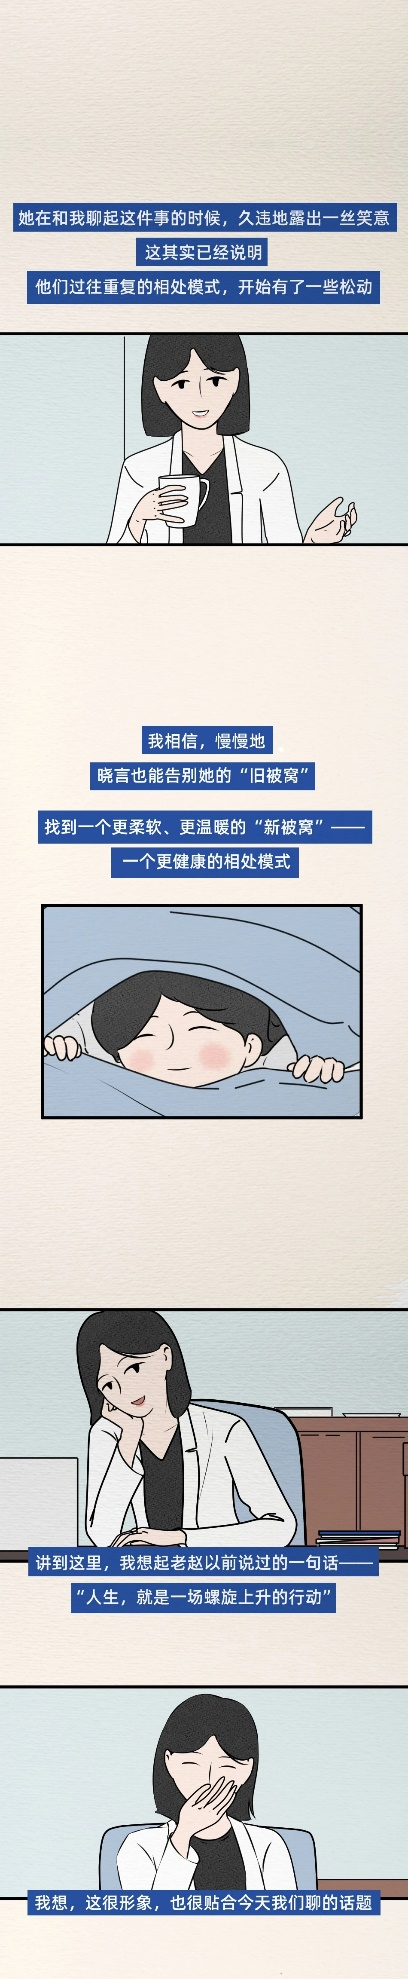 她在和我聊起这件事的时候，久违地露出一丝笑意
这其实已经说明
他们过往重复的相处模式，开始有了一些松动
我相信，慢慢地
晓言也能告别她的“旧被窝”
找到一个更柔软、更温暖的“新被窝”——
一个更健康的相处模式
讲到这里，我想起老赵以前说过的一句话——
“人生，就是一场螺旋上升的行动”
我想，这很形象，也很贴合今天我们聊的话题